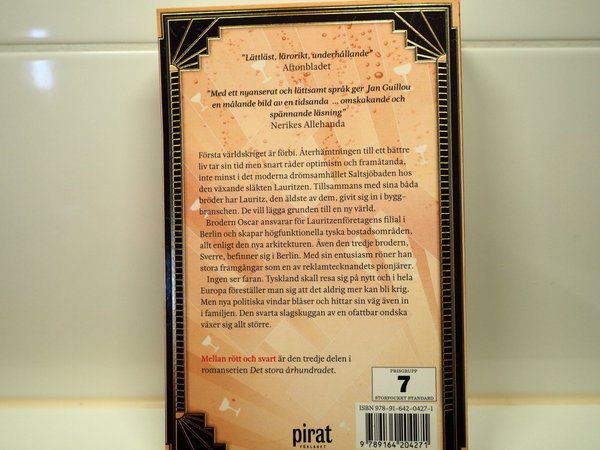 "Lättläst, lärorikt, underhållande"
Aftonbladet
"Med ett nyanserat och lättsamt språk ger Jan Guillou
en målande bild av en tidsanda ... omskakande och
spännande läsning"
Nerikes Allehanda
Första världskriget är förbi. Återhämtningen till ett bättre
liv tar sin tid men snart råder optimism och framåtanda,
inte minst i det moderna drömsamhället Saltsjöbaden hos
den växande släkten Lauritzen. Tillsammans med sina båda
bröder har Lauritz, den äldste av dem, givit sig in i bygg-
branschen. De vill lägga grunden till en ny värld.
Brodern Oscar ansvarar för Lauritzenföretagens filial i
Berlin och skapar högfunktionella tyska bostadsområden,
allt enligt den nya arkitekturen. Även den tredje brodern,
Sverre, befinner sig i Berlin. Med sin entusiasm röner han
stora framgångar som en av reklamtecknandets pionjärer.
Ingen ser faran. Tyskland skall resa sig på nytt och i hela
Europa föreställer man sig att det aldrig mer kan bli krig.
Men nya politiska vindar blåser och hittar sin väg även in
i familjen. Den svarta slagskuggan av en ofattbar ondska
växer sig allt större.
Mellan rött och svart är den tredje delen i
romanserien Det stora århundradet.
PRISGRUPP
7
STORPOCKET STANDARD
ISBN 978-91-642-0427-1
9 789164 204271
pirat
FÖRLAGET